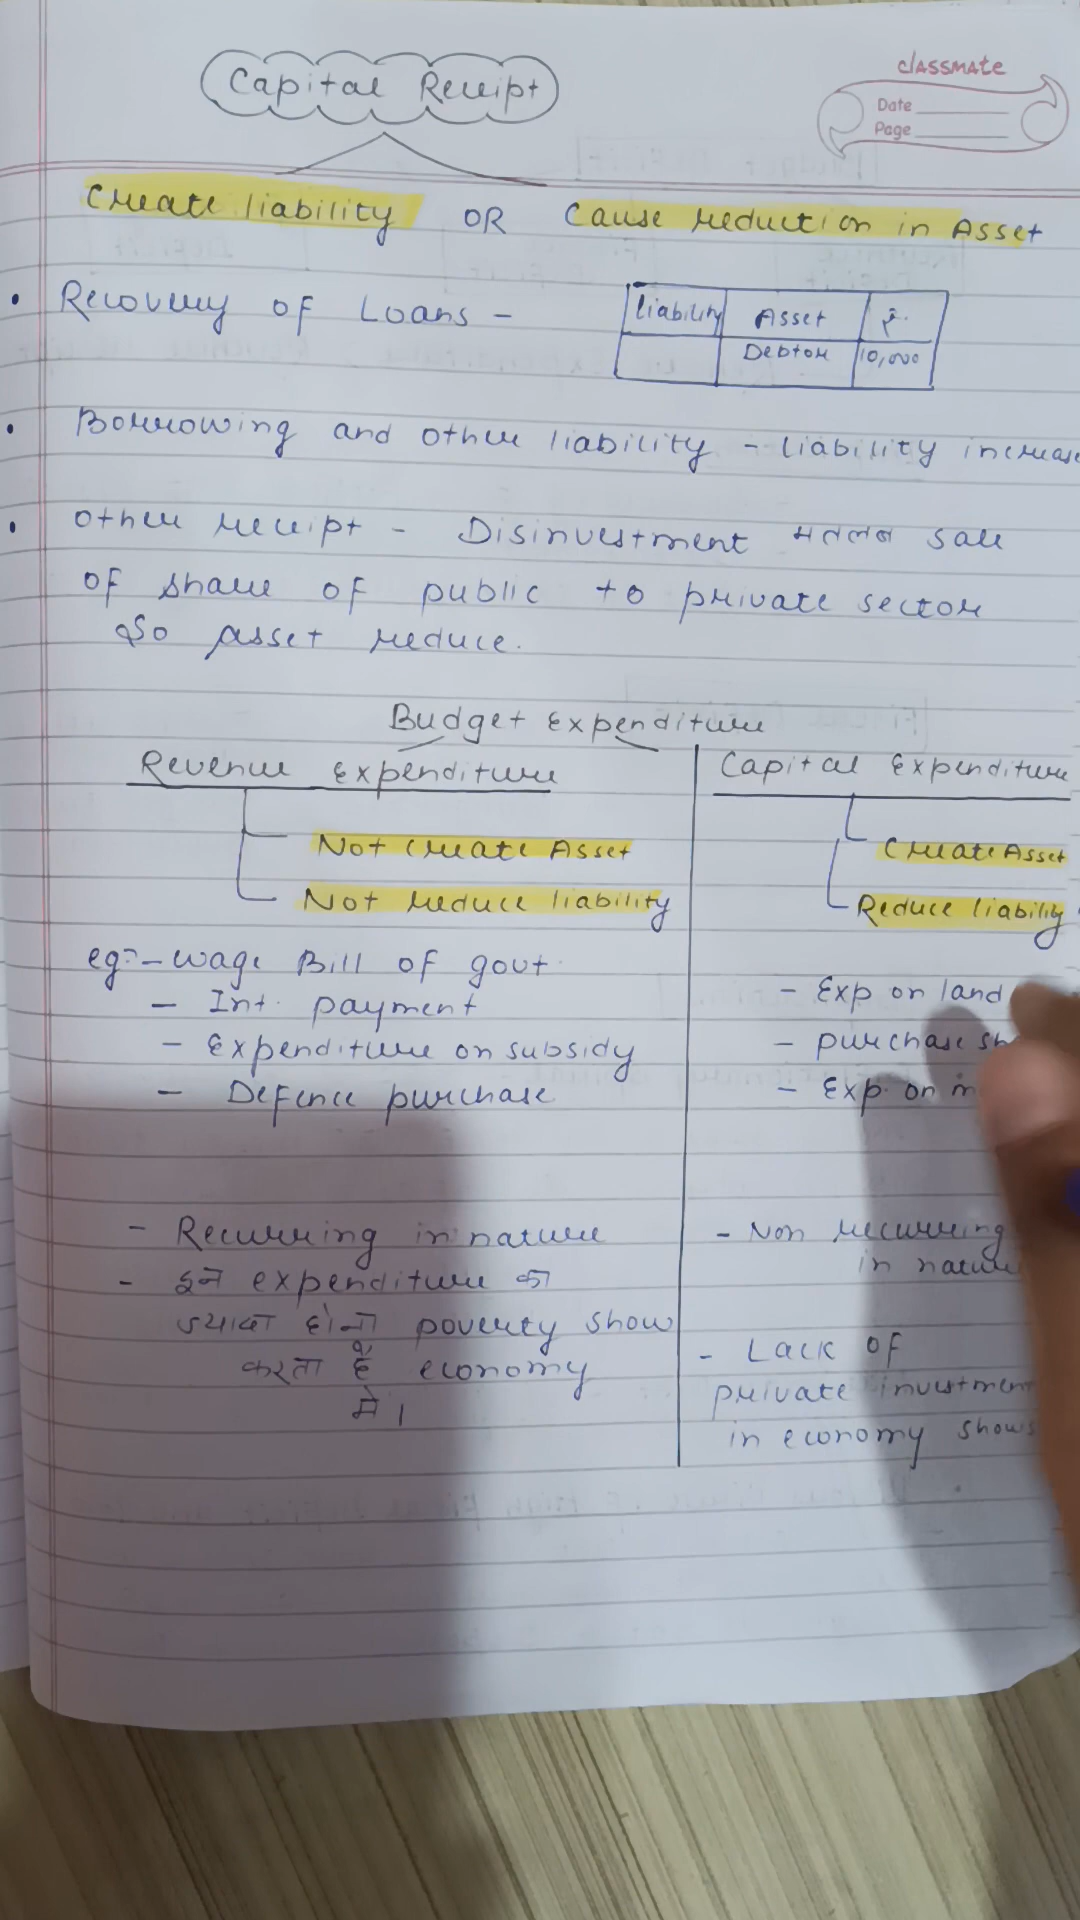 Capital Receipt
classmate
Date
Page
Create liability OR Cause reduction in Asset
• Recovery of Loans -
Liability Asset ₹
Debtor 10,000
• Borrowing and other liability - liability increase
• Other receipt - Disinvestment मतलब sale
of share of public to private sector
So asset reduce.
Budget Expenditure
Revenue Expenditure
Capital Expenditure
Not create Asset
Not reduce liability
Create Asset
Reduce liability
eg:- wage Bill of govt.
- Int. payment
- Expenditure on subsidy
- Defence purchase
- Exp on land
- purchase
- Exp. on
- Recurring in nature
- इन expenditure का
ज्यादा होना poverty show
करता है economy
में।
- Non recurring
in nature
- Lack of
private investment
in economy shows